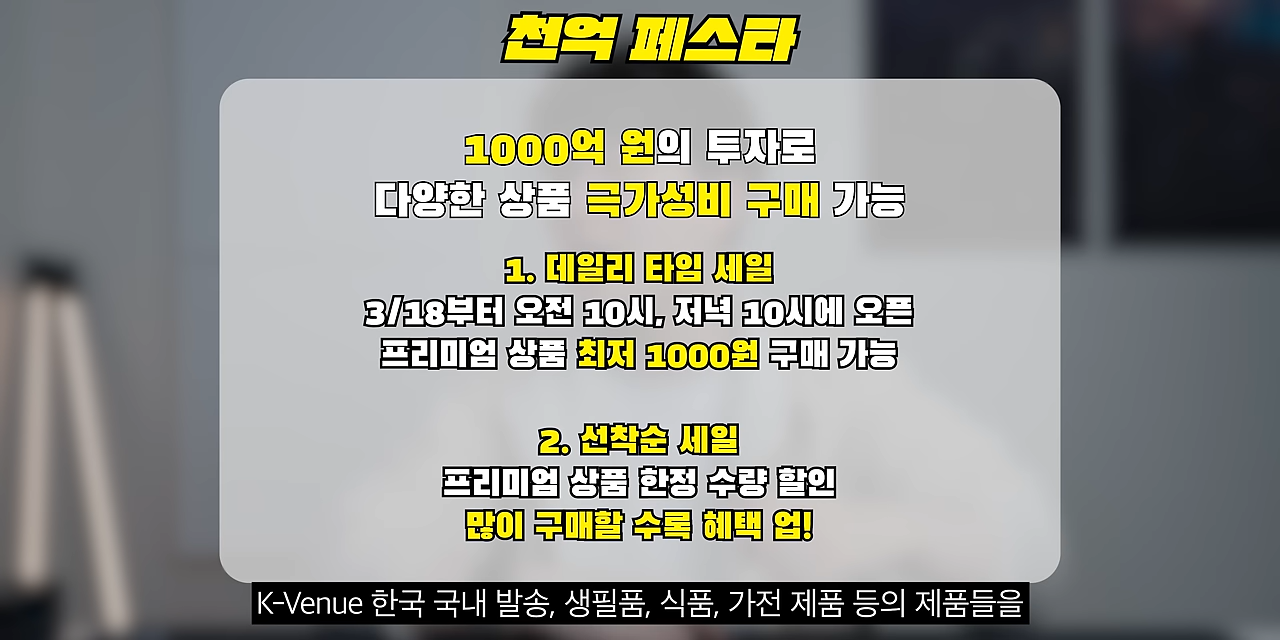 천억 페스타
1000억 원의 투자로
다양한 상품 극가성비 구매 가능
1. 데일리 타임 세일
3/18부터 오전 10시, 저녁 10시에 오픈
프리미엄 상품 최저 1000원 구매 가능
2. 선착순 세일
프리미엄 상품 한정 수량 할인
많이 구매할 수록 혜택 업!
K-Venue 한국 국내 발송, 생필품, 식품, 가전 제품 등의 제품들을